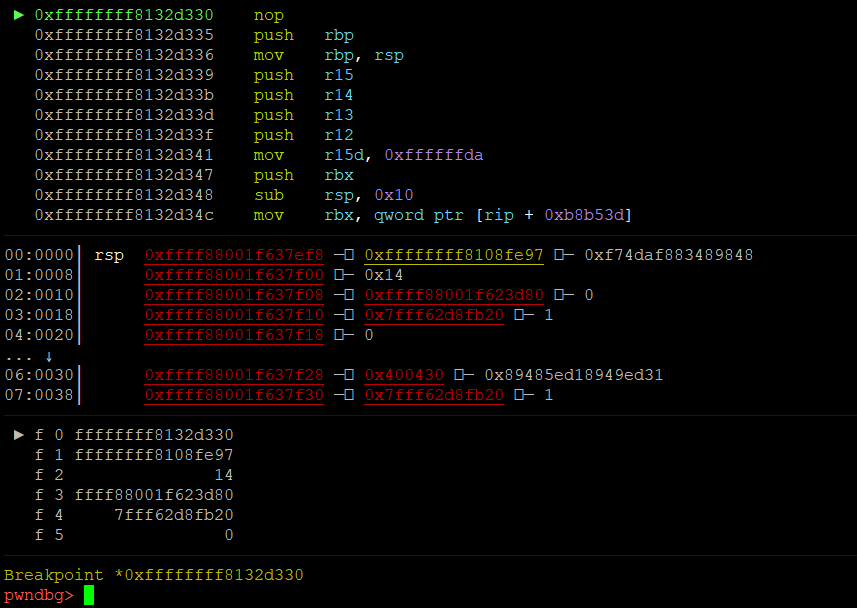 ► 0xffffffff8132d330 nop
0xffffffff8132d335 push rbp
0xffffffff8132d336 mov rbp, rsp
0xffffffff8132d339 push r15
0xffffffff8132d33b push r14
0xffffffff8132d33d push r13
0xffffffff8132d33f push r12
0xffffffff8132d341 mov r15d, 0xffffffda
0xffffffff8132d347 push rbx
0xffffffff8132d348 sub rsp, 0x10
0xffffffff8132d34c mov rbx, qword ptr [rip + 0xb8b53d]
00:0000│ rsp 0xffff88001f637ef8 —□ 0xffffffff8108fe97 □— 0xf74daf883489848
01:0008│ 0xffff88001f637f00 □— 0x14
02:0010│ 0xffff88001f637f08 —□ 0xffff88001f623d80 □— 0
03:0018│ 0xffff88001f637f10 —□ 0x7fff62d8fb20 □— 1
04:0020│ 0xffff88001f637f18 □— 0
... ↓
06:0030│ 0xffff88001f637f28 —□ 0x400430 □— 0x89485ed18949ed31
07:0038│ 0xffff88001f637f30 —□ 0x7fff62d8fb20 □— 1
► f 0 ffffffff8132d330
f 1 ffffffff8108fe97
f 2 14
f 3 ffff88001f623d80
f 4 7fff62d8fb20
f 5 0
Breakpoint *0xffffffff8132d330
pwndbg>